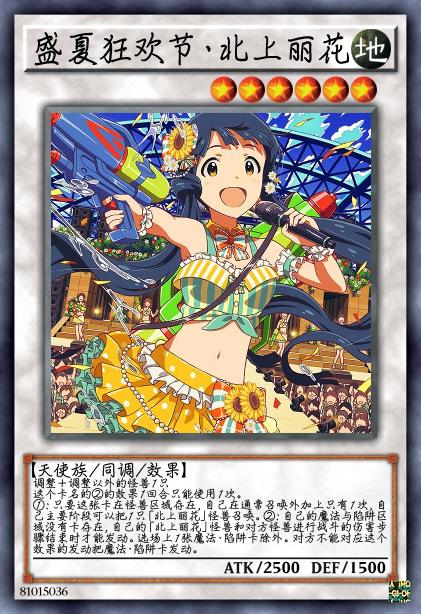 盛夏狂欢节·北上丽花
地
【天使族/同调/效果】
调整＋调整以外的怪兽1只
这个卡名的②的效果1回合只能使用1次。
①：只要这张卡在怪兽区域存在，自己在通常召唤外加上只有1次，自
己主要阶段可以把1只「北上丽花」怪兽召唤。②：自己的魔法与陷阱区
域没有卡存在，自己的「北上丽花」怪兽和对方怪兽进行战斗的伤害步
骤结束时才能发动。选场上1张魔法·陷阱卡除外。对方不能对应这个
效果的发动把魔法·陷阱卡发动。
ATK/2500 DEF/1500
81015036